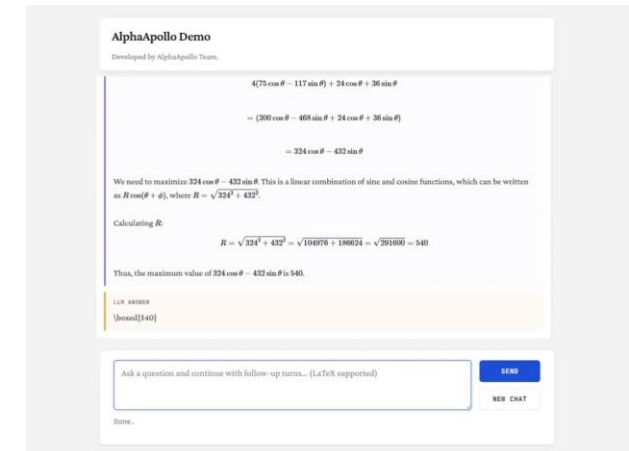 AlphaApollo Demo
Developed by AlphaApollo Team.
4(75 cos θ − 117 sin θ) + 24 cos θ + 36 sin θ
= (300 cos θ − 468 sin θ + 24 cos θ + 36 sin θ)
= 324 cos θ − 432 sin θ
We need to maximize 324 cos θ − 432 sin θ. This is a linear combination of sine and cosine functions, which can be written
as R cos(θ + ϕ), where R = √(324² + 432²).
Calculating R:
R = √(324² + 432²) = √(104976 + 186624) = √291600 = 540
Thus, the maximum value of 324 cos θ − 432 sin θ is 540.
LLM ANSWER
\boxed{540}
Ask a question and continue with follow-up turns... (LaTeX supported)
SEND
NEW CHAT
Done.